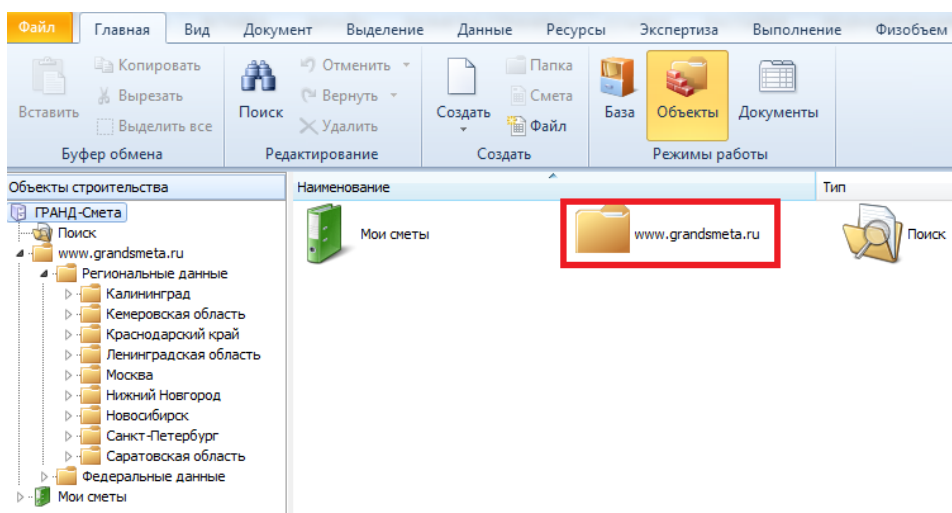 Файл Главная Вид Документ Выделение Данные Ресурсы Экспертиза Выполнение Физобъем
Вставить
Копировать
Вырезать
Выделить все
Буфер обмена
Поиск
Отменить
Вернуть
Удалить
Редактирование
Создать
Папка
Смета
Файл
Создать
База
Объекты
Документы
Режимы работы
Объекты строительства
ГРАНД-Смета
Поиск
www.grandsmeta.ru
Региональные данные
Калининград
Кемеровская область
Краснодарский край
Ленинградская область
Москва
Нижний Новгород
Новосибирск
Санкт-Петербург
Саратовская область
Федеральные данные
Мои сметы
Наименование Тип
Мои сметы www.grandsmeta.ru Поиск